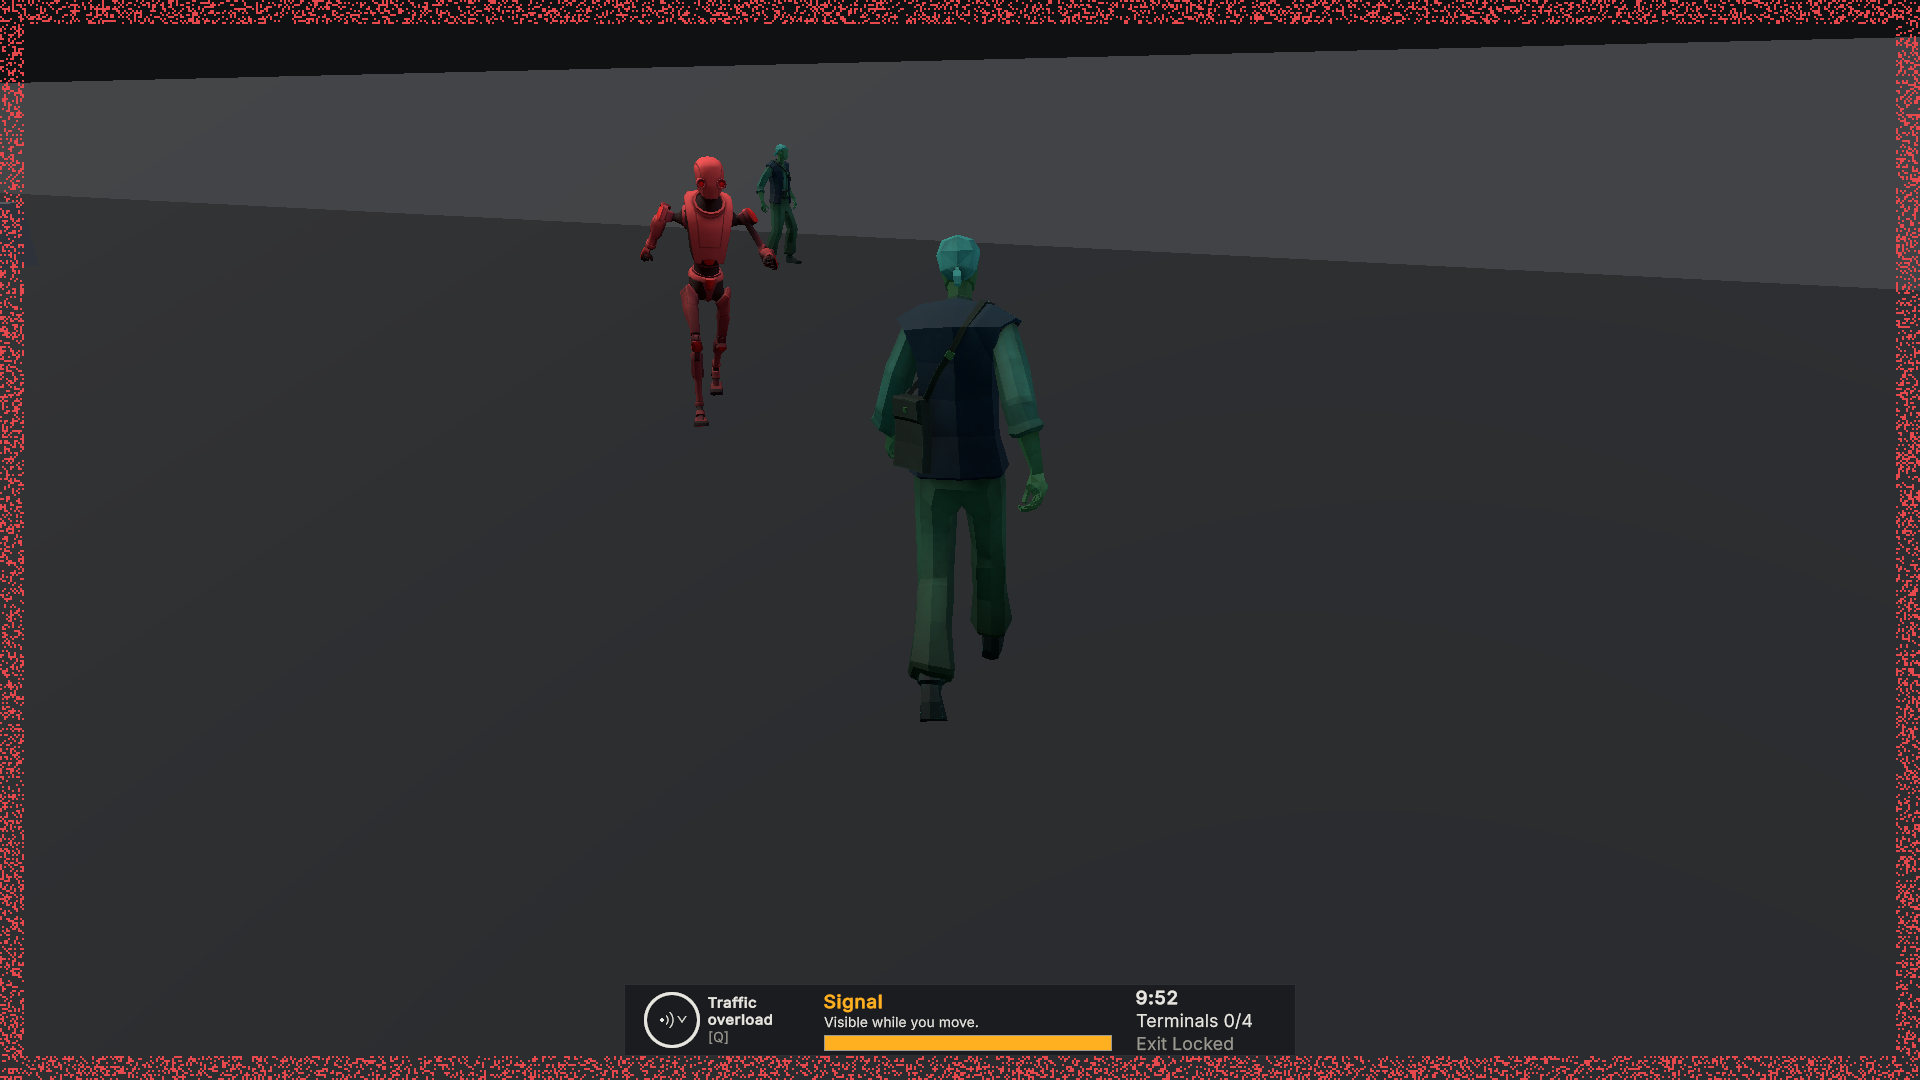 Traffic
overload
[Q]
Signal
Visible while you move.
9:52
Terminals 0/4
Exit Locked